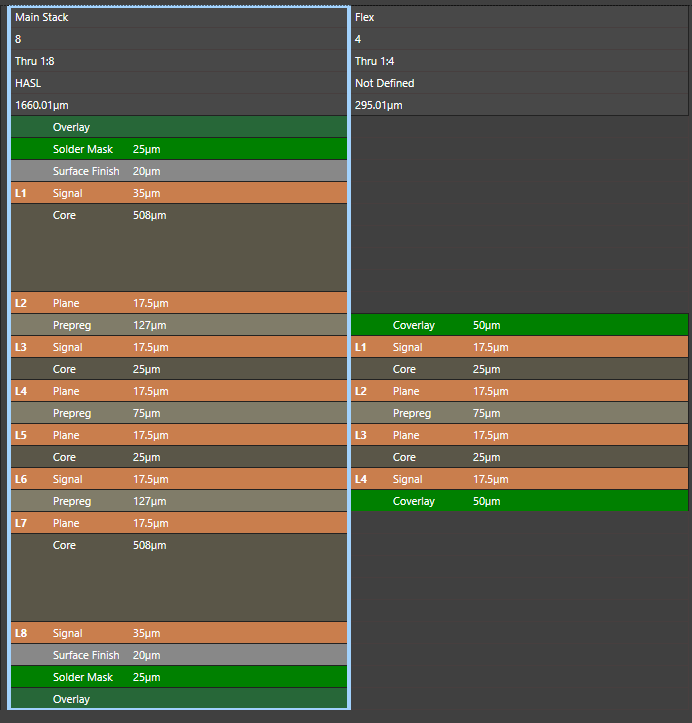 Main Stack Flex
8 4
Thru 1:8 Thru 1:4
HASL Not Defined
1660.01µm 295.01µm
Overlay
Solder Mask 25µm
Surface Finish 20µm
L1 Signal 35µm
Core 508µm
L2 Plane 17.5µm
Prepreg 127µm Coverlay 50µm
L3 Signal 17.5µm L1 Signal 17.5µm
Core 25µm Core 25µm
L4 Plane 17.5µm L2 Plane 17.5µm
Prepreg 75µm Prepreg 75µm
L5 Plane 17.5µm L3 Plane 17.5µm
Core 25µm Core 25µm
L6 Signal 17.5µm L4 Signal 17.5µm
Prepreg 127µm Coverlay 50µm
L7 Plane 17.5µm
Core 508µm
L8 Signal 35µm
Surface Finish 20µm
Solder Mask 25µm
Overlay